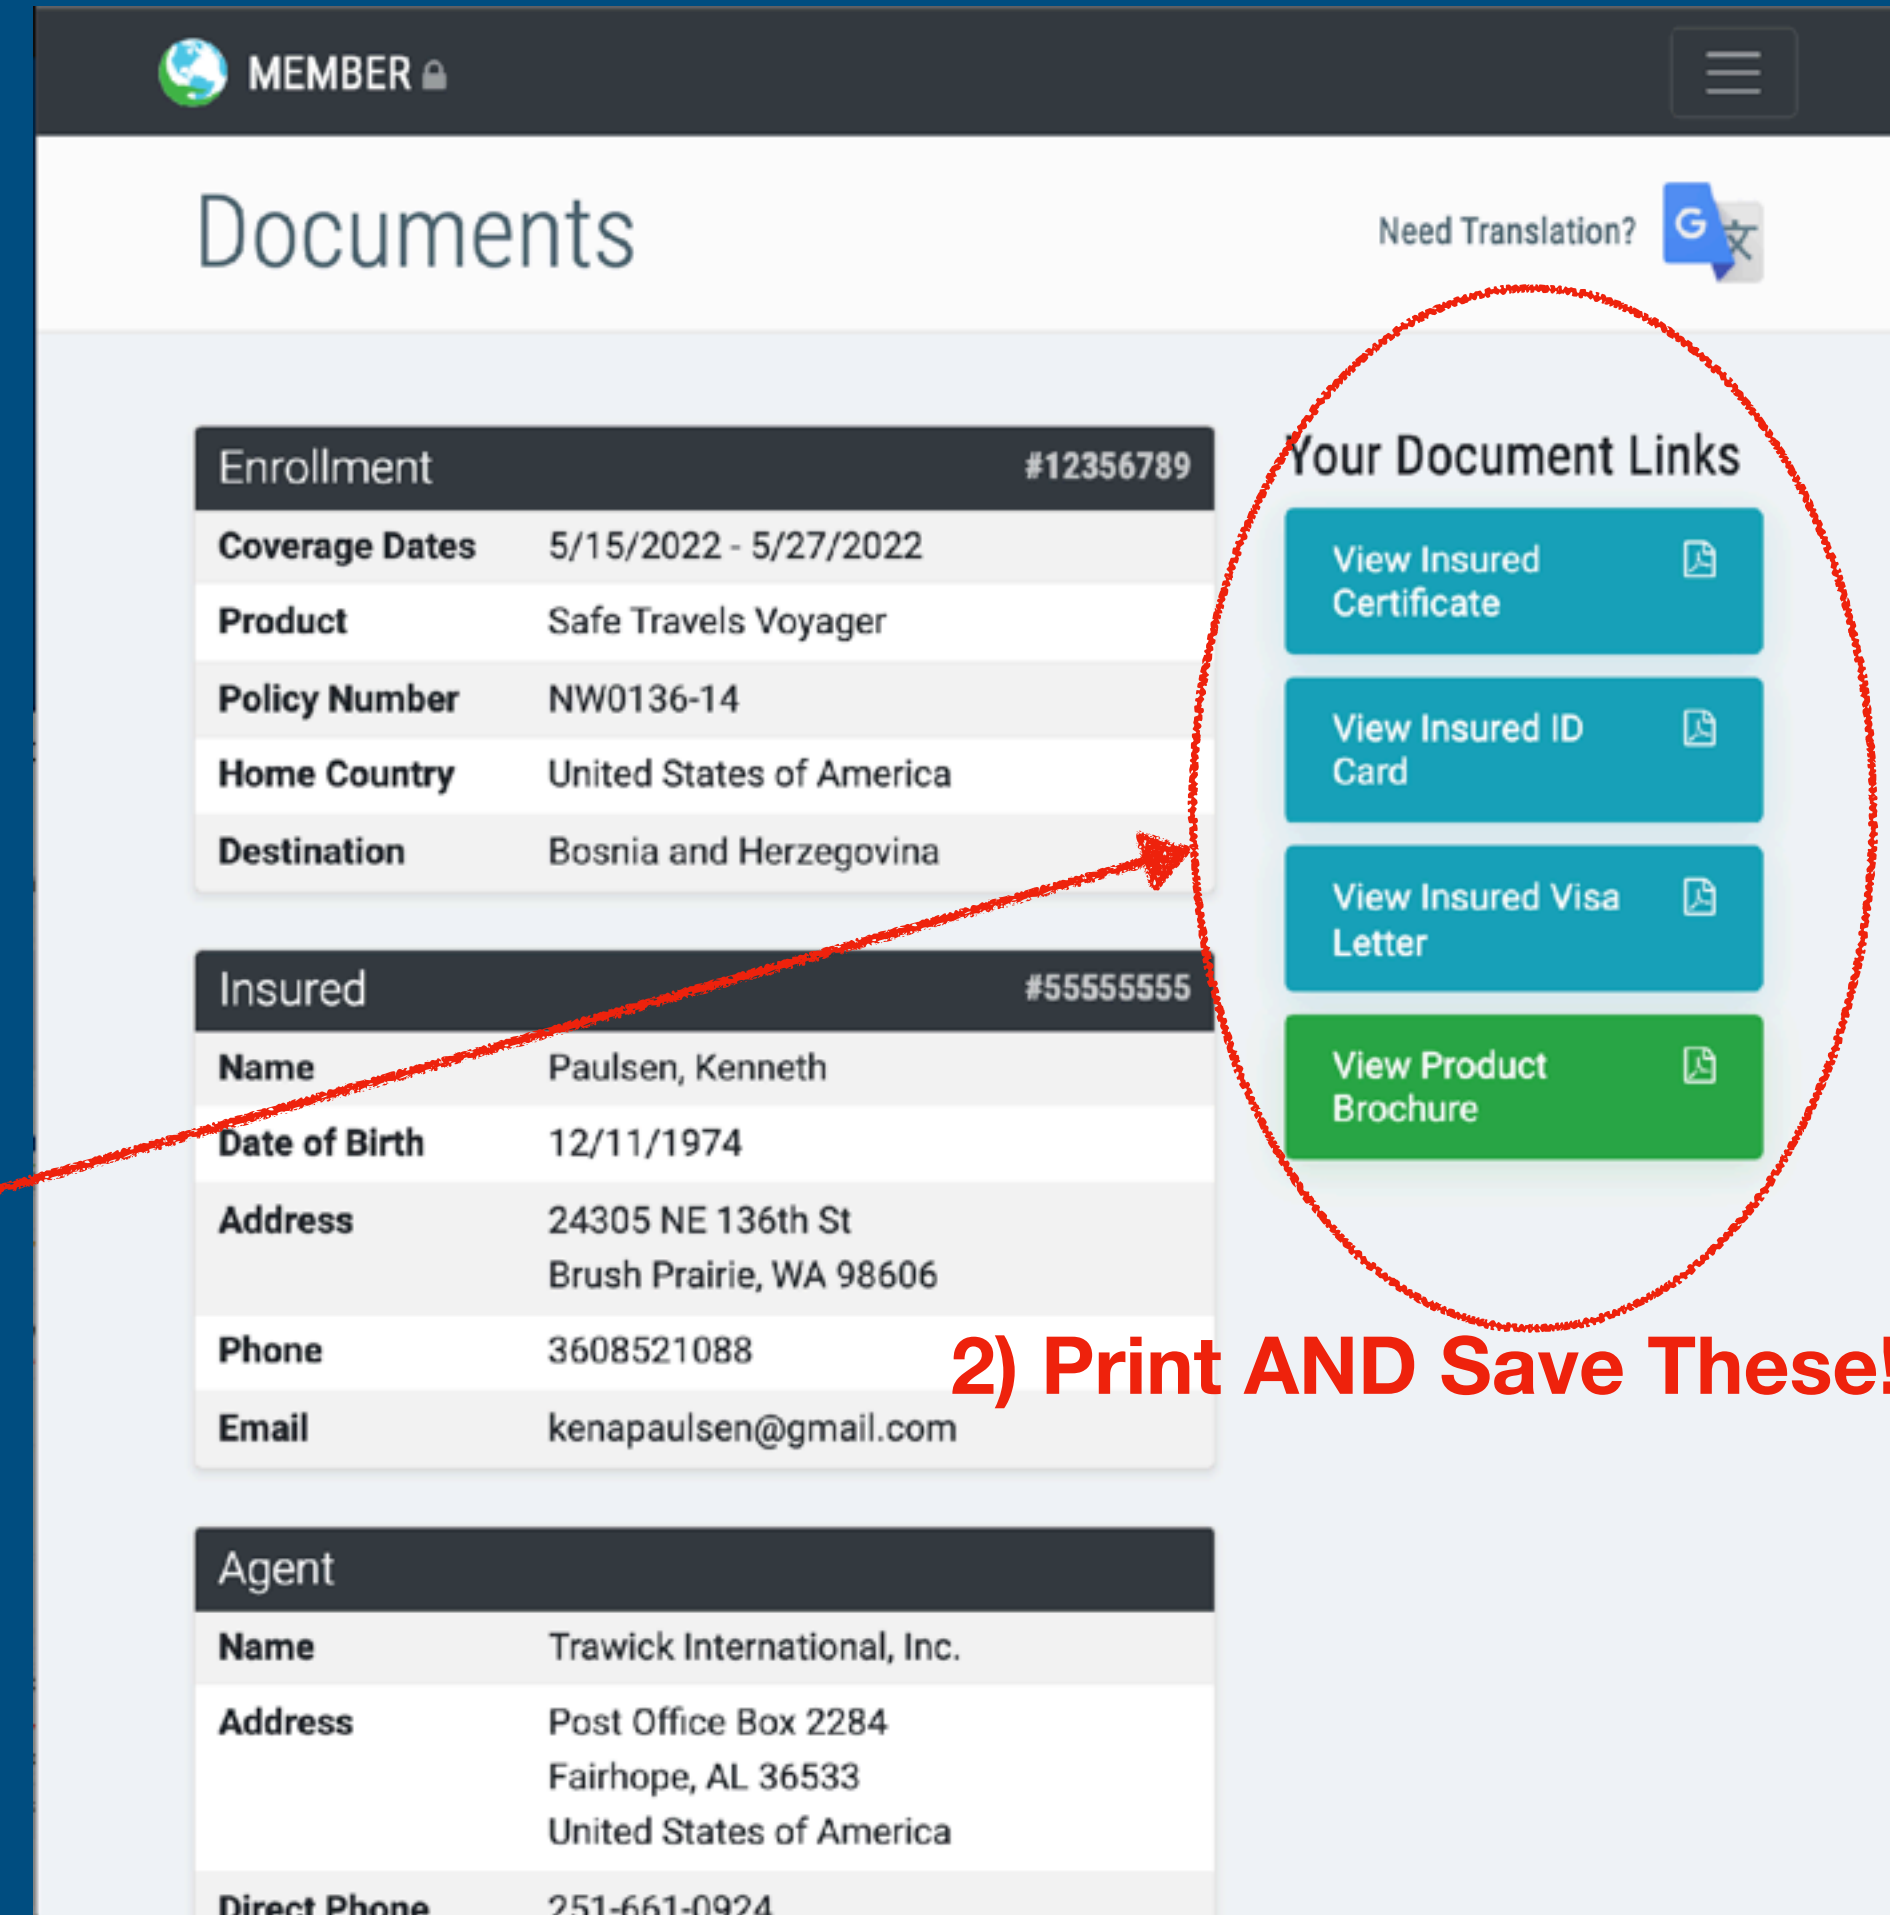 MEMBER
Documents
Need Translation?
Enrollment #12356789
Coverage Dates 5/15/2022 - 5/27/2022
Product Safe Travels Voyager
Policy Number NW0136-14
Home Country United States of America
Destination Bosnia and Herzegovina
Insured #55555555
Name Paulsen, Kenneth
Date of Birth 12/11/1974
Address 24305 NE 136th St
Brush Prairie, WA 98606
Phone 3608521088
Email kenapaulsen@gmail.com
Agent
Name Trawick International, Inc.
Address Post Office Box 2284
Fairhope, AL 36533
United States of America
Direct Phone 251-661-0924
Your Document Links
View Insured
Certificate
View Insured ID
Card
View Insured Visa
Letter
View Product
Brochure
2) Print AND Save These!